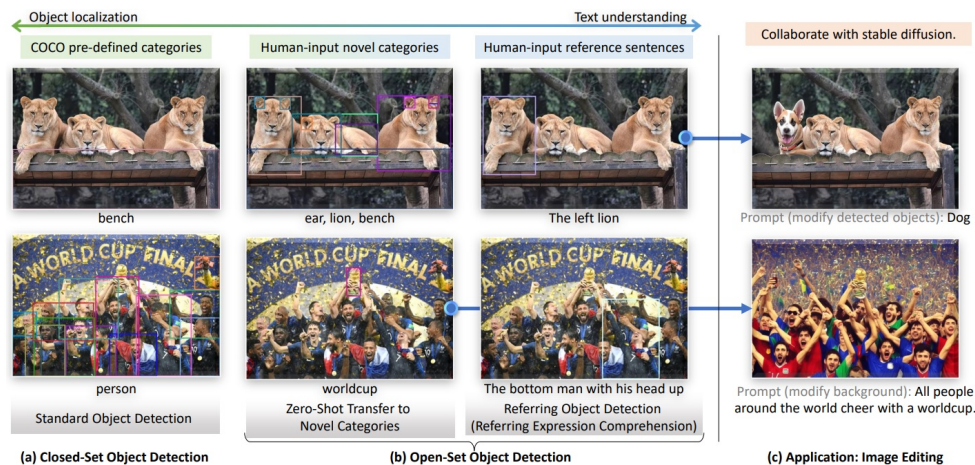 Object localization
Text understanding
COCO pre-defined categories
Human-input novel categories
Human-input reference sentences
Collaborate with stable diffusion.
bench
ear, lion, bench
The left lion
Prompt (modify detected objects): Dog
A WORLD CUP FINAL
A WORLD CUP FINAL
A WORLD CUP FINAL
person
worldcup
The bottom man with his head up
Prompt (modify background): All people
around the world cheer with a worldcup.
Standard Object Detection
Zero-Shot Transfer to
Novel Categories
Referring Object Detection
(Referring Expression Comprehension)
(a) Closed-Set Object Detection
(b) Open-Set Object Detection
(c) Application: Image Editing